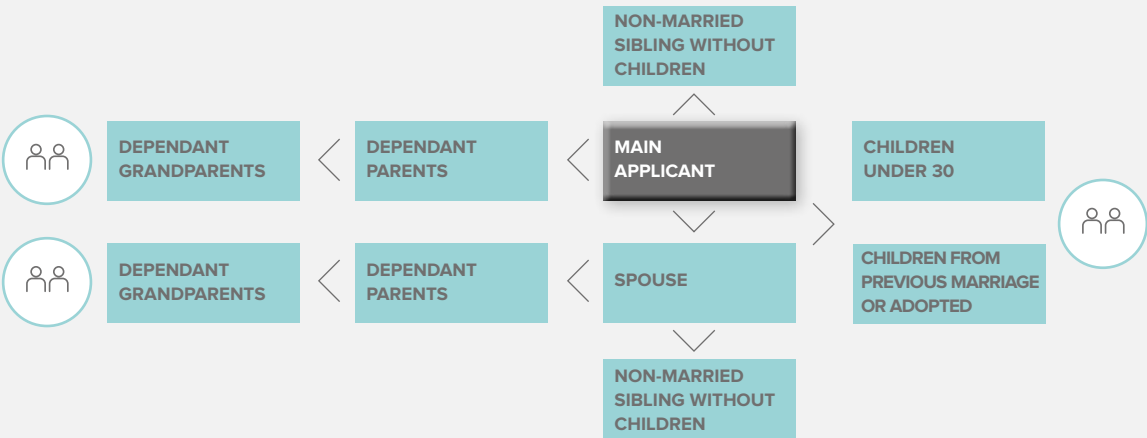 NON-MARRIED
SIBLING WITHOUT
CHILDREN
DEPENDANT
GRANDPARENTS
DEPENDANT
PARENTS
MAIN
APPLICANT
CHILDREN
UNDER 30
DEPENDANT
GRANDPARENTS
DEPENDANT
PARENTS
SPOUSE
CHILDREN FROM
PREVIOUS MARRIAGE
OR ADOPTED
NON-MARRIED
SIBLING WITHOUT
CHILDREN